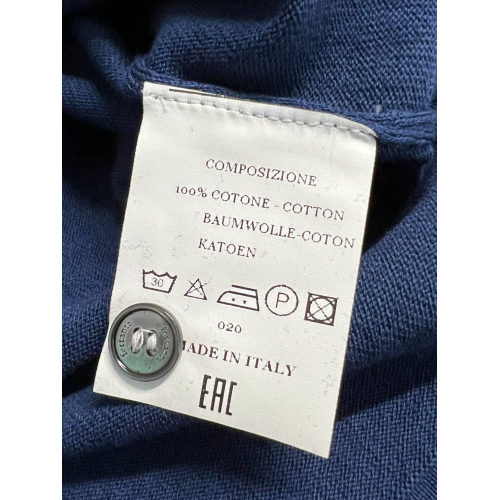 COMPOSIZIONE
100% COTONE - COTTON
BAUMWOLLE-COTON
KATOEN
30
P
020
MADE IN ITALY
EAC